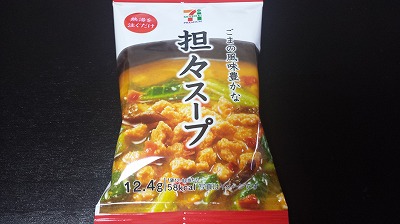 熱湯を
注ぐだけ
ごまの風味豊かな
担々スープ
12.4g
58kcal